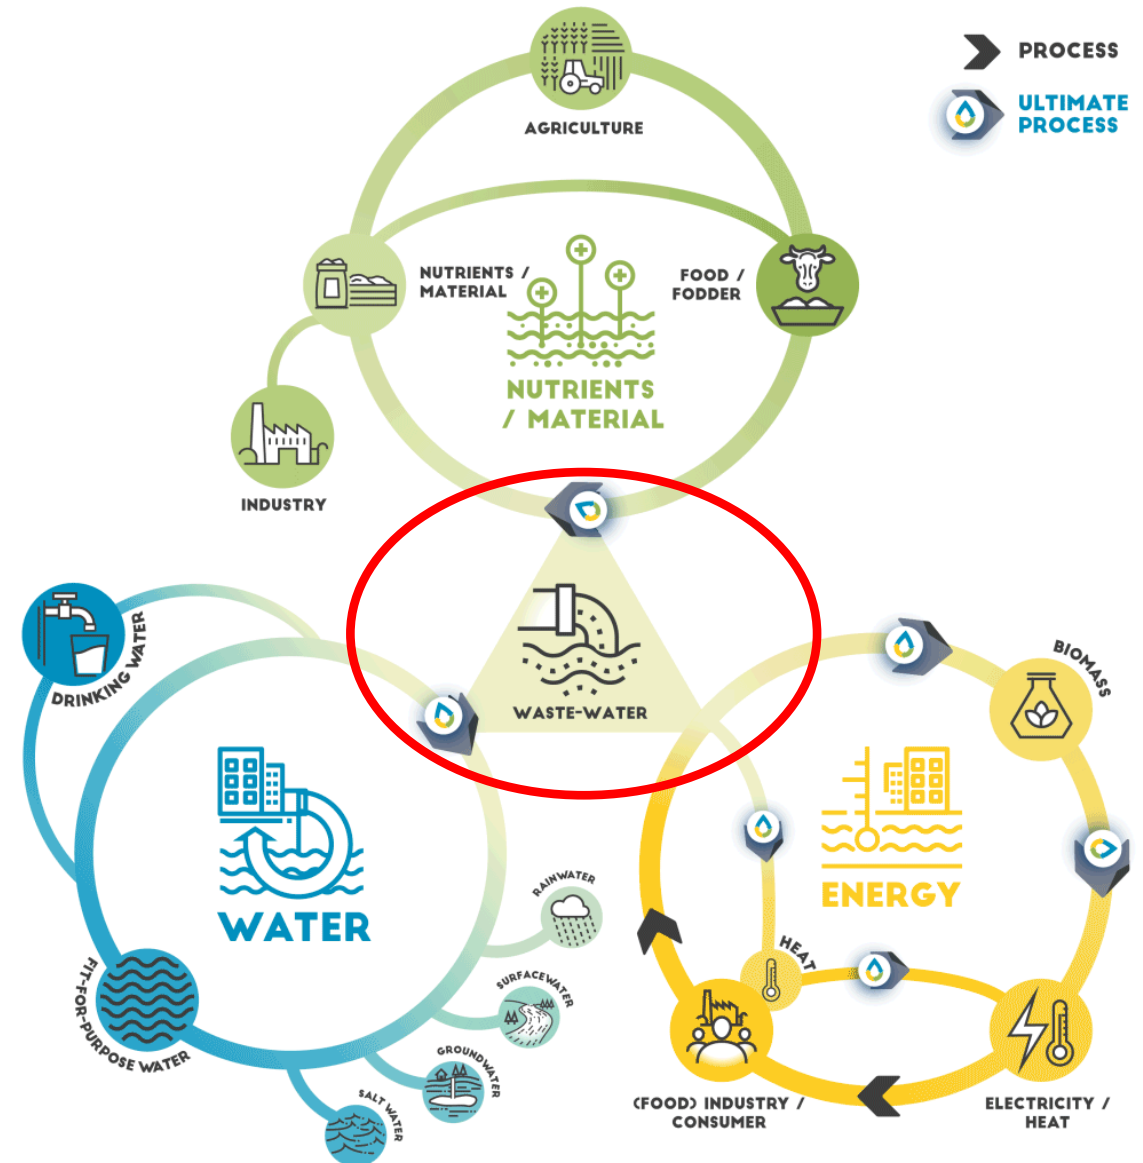 PROCESS
ULTIMATE
PROCESS
AGRICULTURE
NUTRIENTS /
MATERIAL
FOOD /
FODDER
NUTRIENTS
/ MATERIAL
INDUSTRY
WASTE-WATER
DRINKING WATER
BIOMASS
WATER
ENERGY
RAINWATER
HEAT
SURFACEWATER
FIT-FOR-PURPOSE WATER
GROUNDWATER
SALT WATER
(FOOD) INDUSTRY /
CONSUMER
ELECTRICITY /
HEAT